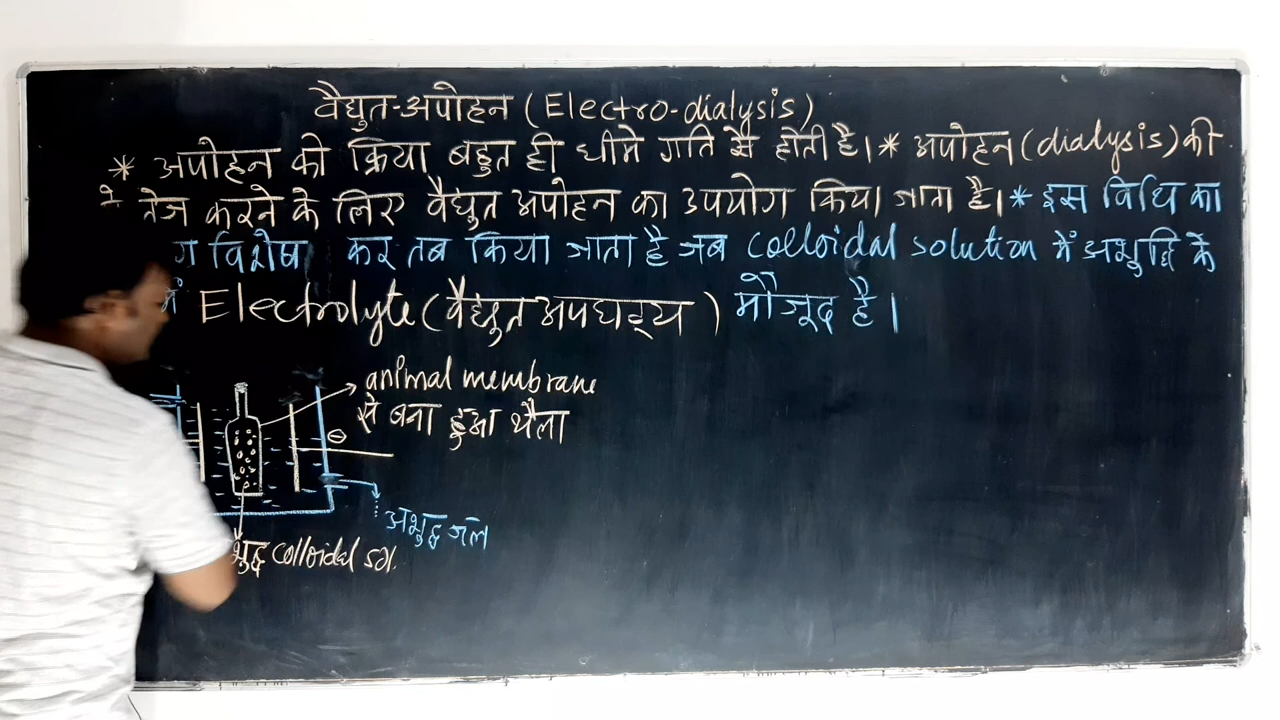 वैद्युत-अपोहन (Electro-dialysis)
* अपोहन की क्रिया बहुत ही धीमे गति से होती है। * अपोहन (dialysis) की
तेज करने के लिए वैद्युत अपोहन का उपयोग किया जाता है। * इस विधि का
ग विशेष कर तब किया जाता है जब colloidal solution में अशुद्धि के
में Electrolyte (वैद्युत अपघट्य) मौजूद है।
animal membrane
से बना हुआ थैला
⊖
अशुद्ध जल
शुद्ध colloidal sol.